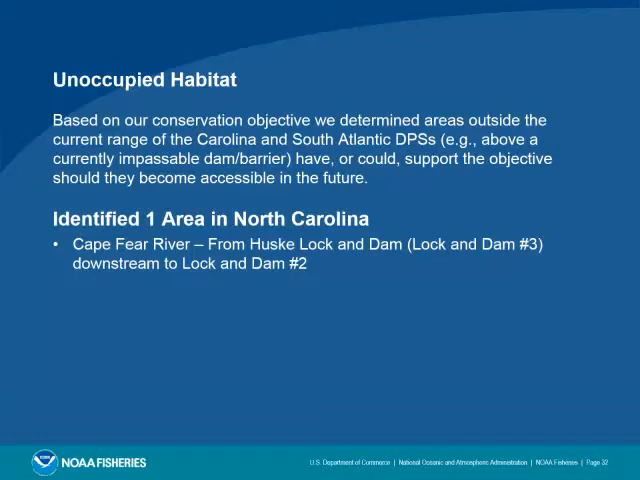 Unoccupied Habitat
Based on our conservation objective we determined areas outside the
current range of the Carolina and South Atlantic DPSs (e.g., above a
currently impassable dam/barrier) have, or could, support the objective
should they become accessible in the future.
Identified 1 Area in North Carolina
• Cape Fear River – From Huske Lock and Dam (Lock and Dam #3)
downstream to Lock and Dam #2
NOAA FISHERIES
U.S. Department of Commerce | National Oceanic and Atmospheric Administration | NOAA Fisheries | Page 32